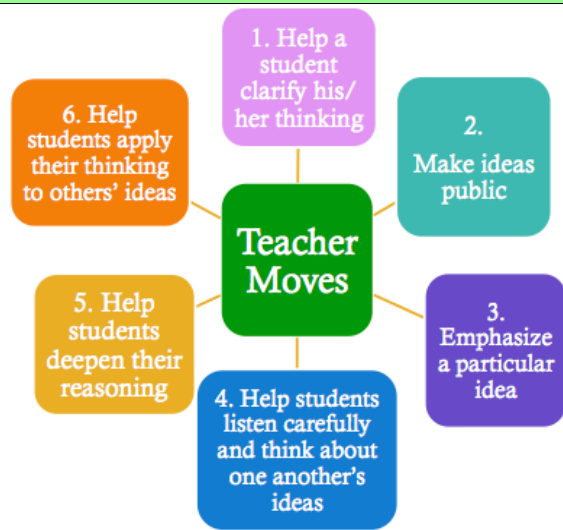 1. Help a
student
clarify his/
her thinking
2.
Make ideas
public
3.
Emphasize
a particular
idea
4. Help students
listen carefully
and think about
one another's
ideas
5. Help
students
deepen their
reasoning
6. Help
students apply
their thinking
to others' ideas
Teacher
Moves